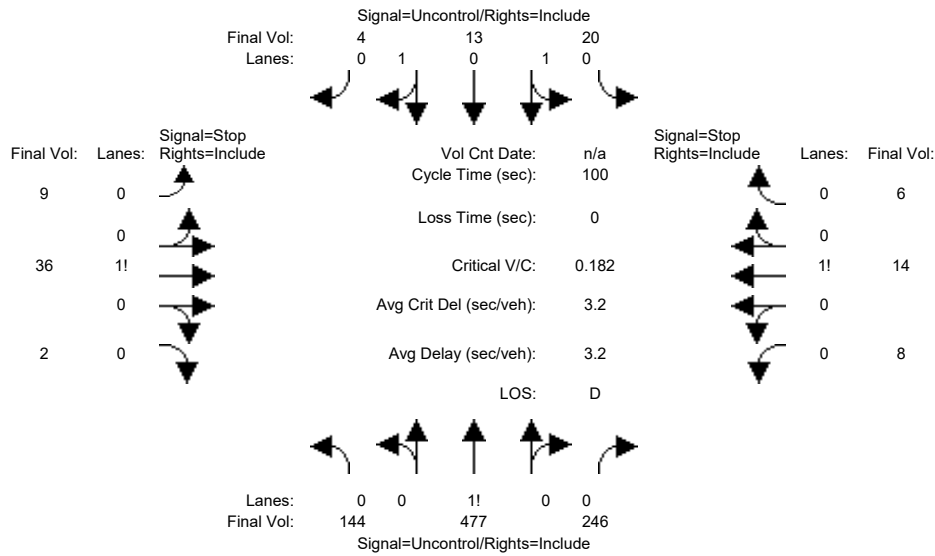 Signal=Uncontrol/Rights=Include
Final Vol: 4 13 20
Lanes: 0 1 0 1 0
Signal=Stop
Final Vol: Lanes: Rights=Include
Vol Cnt Date: n/a
Signal=Stop
Rights=Include Lanes: Final Vol:
Cycle Time (sec): 100
9 0
0 6
Loss Time (sec): 0
0
0
36 1!
Critical V/C: 0.182
1! 14
0
Avg Crit Del (sec/veh): 3.2
0
2 0
Avg Delay (sec/veh): 3.2
0 8
LOS: D
Lanes: 0 0 1! 0 0
Final Vol: 144 477 246
Signal=Uncontrol/Rights=Include